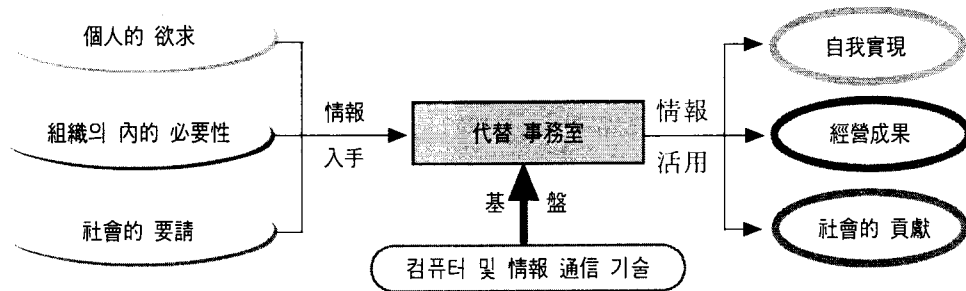 個人的 欲求
組織의 內的 必要性
社會的 要請
情報
入手
代替 事務室
基 盤
컴퓨터 및 情報 通信 기술
情報
活用
自我實現
經營成果
社會的 貢獻